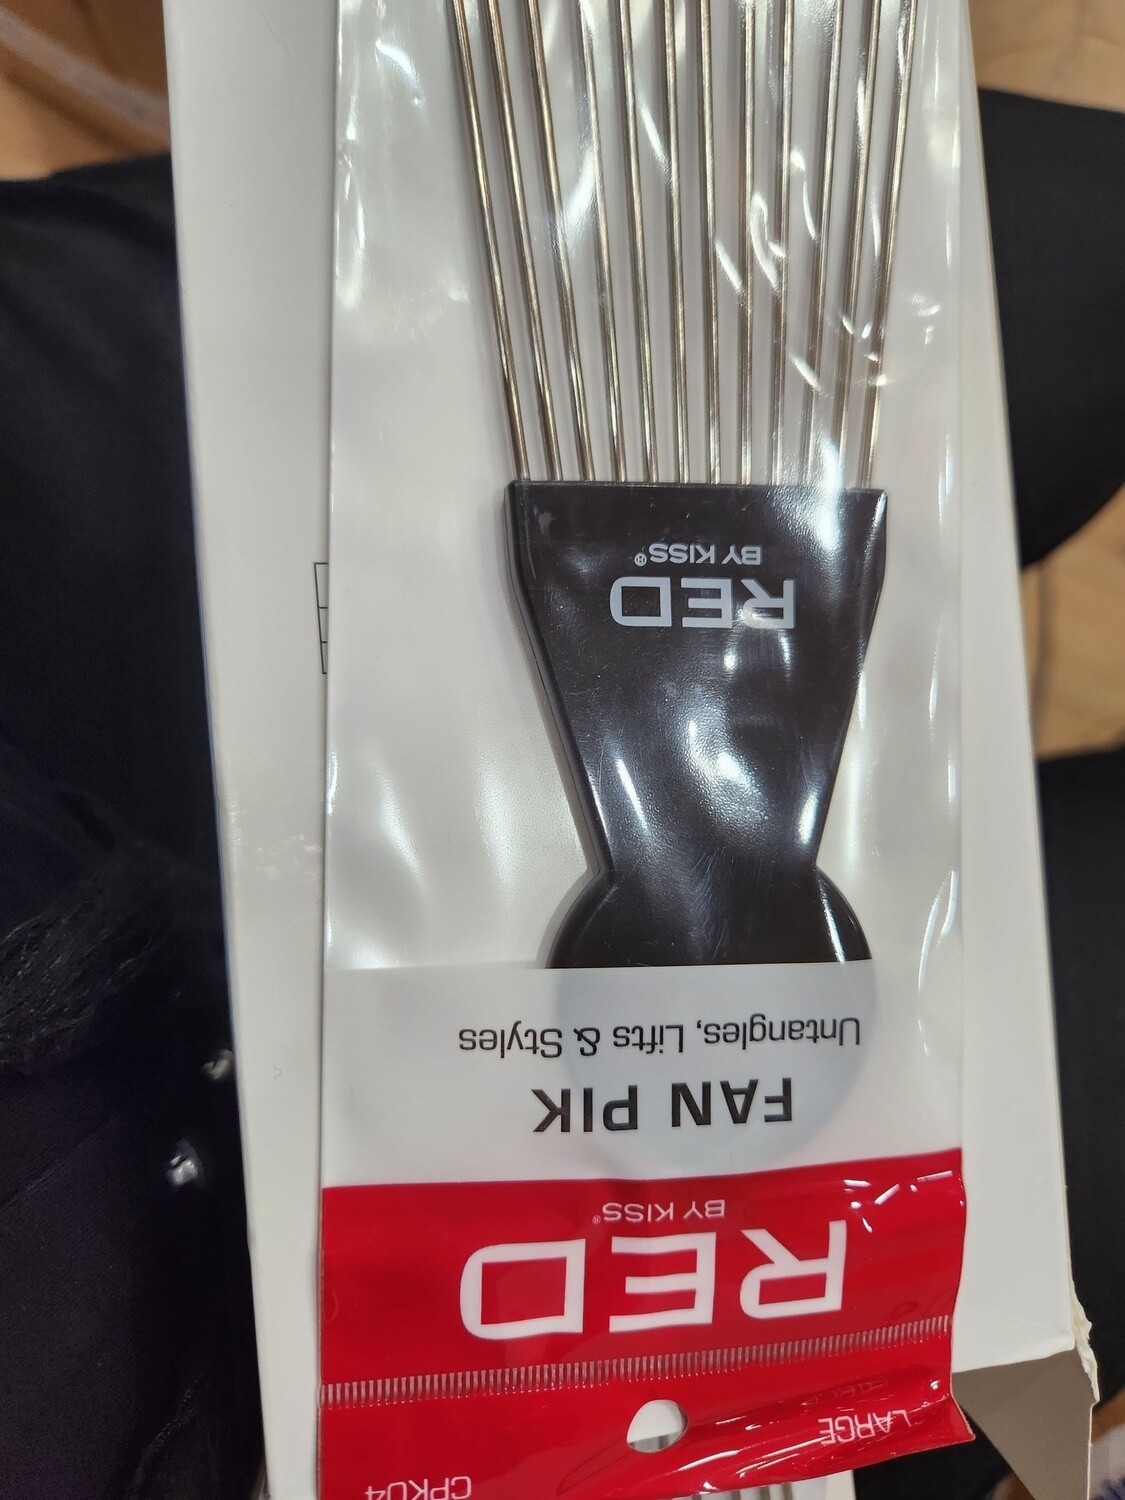 CPK04
LARGE
RED
BY KISS®
FAN PIK
Untangles, Lifts & Styles
RED
BY KISS®